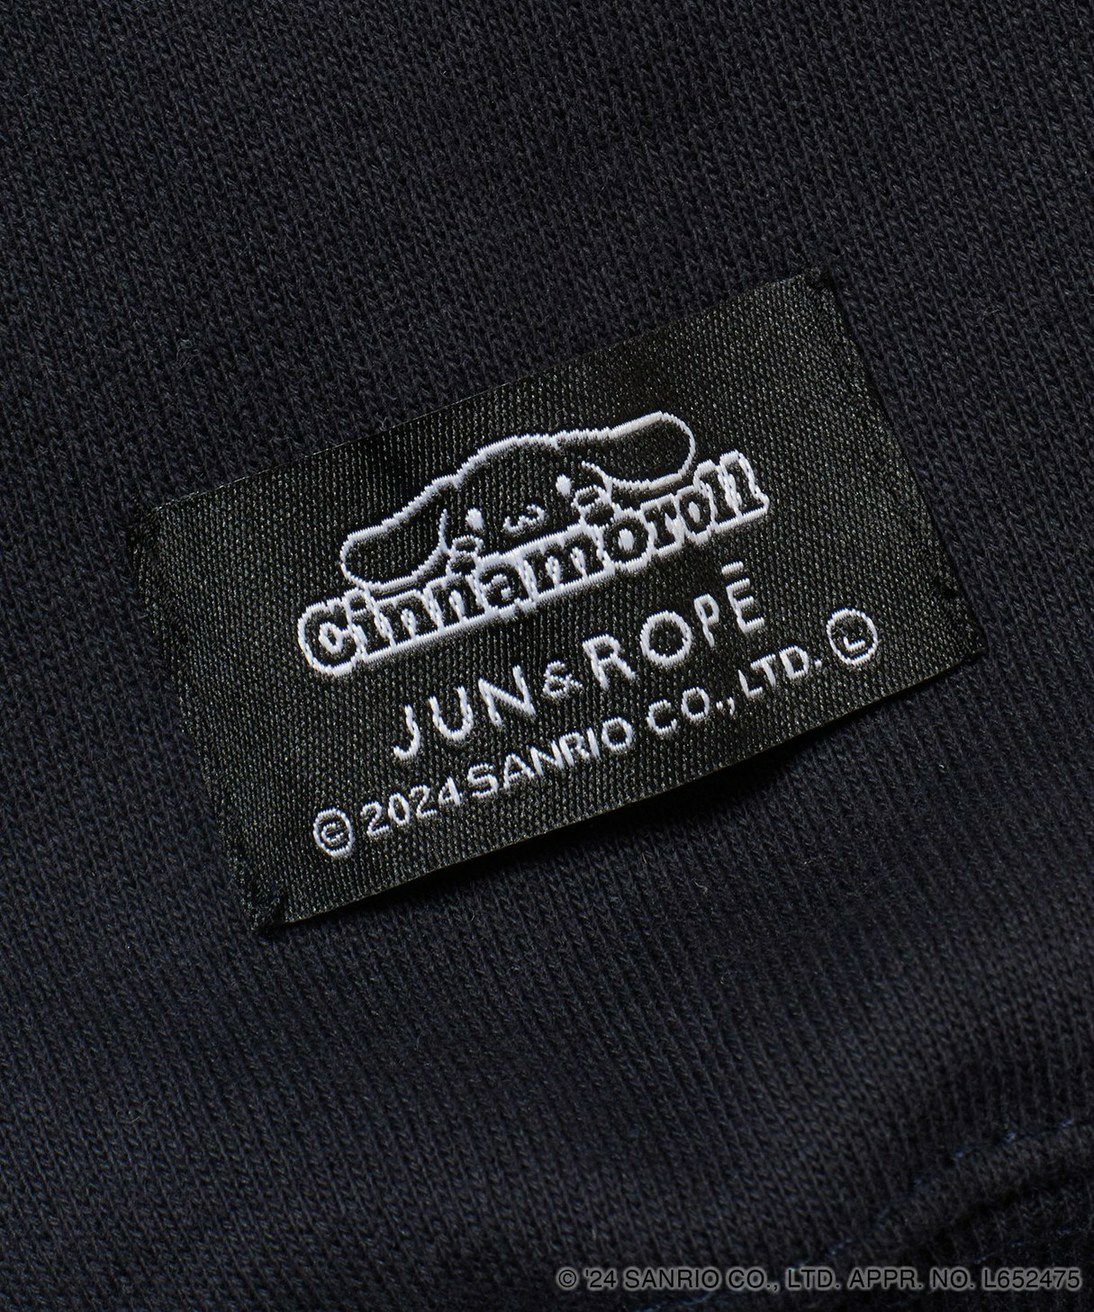 Cinnamoroll
JUN&ROPÉ
© 2024 SANRIO CO., LTD. Ⓛ
© '24 SANRIO CO., LTD. APPR. NO. L652475